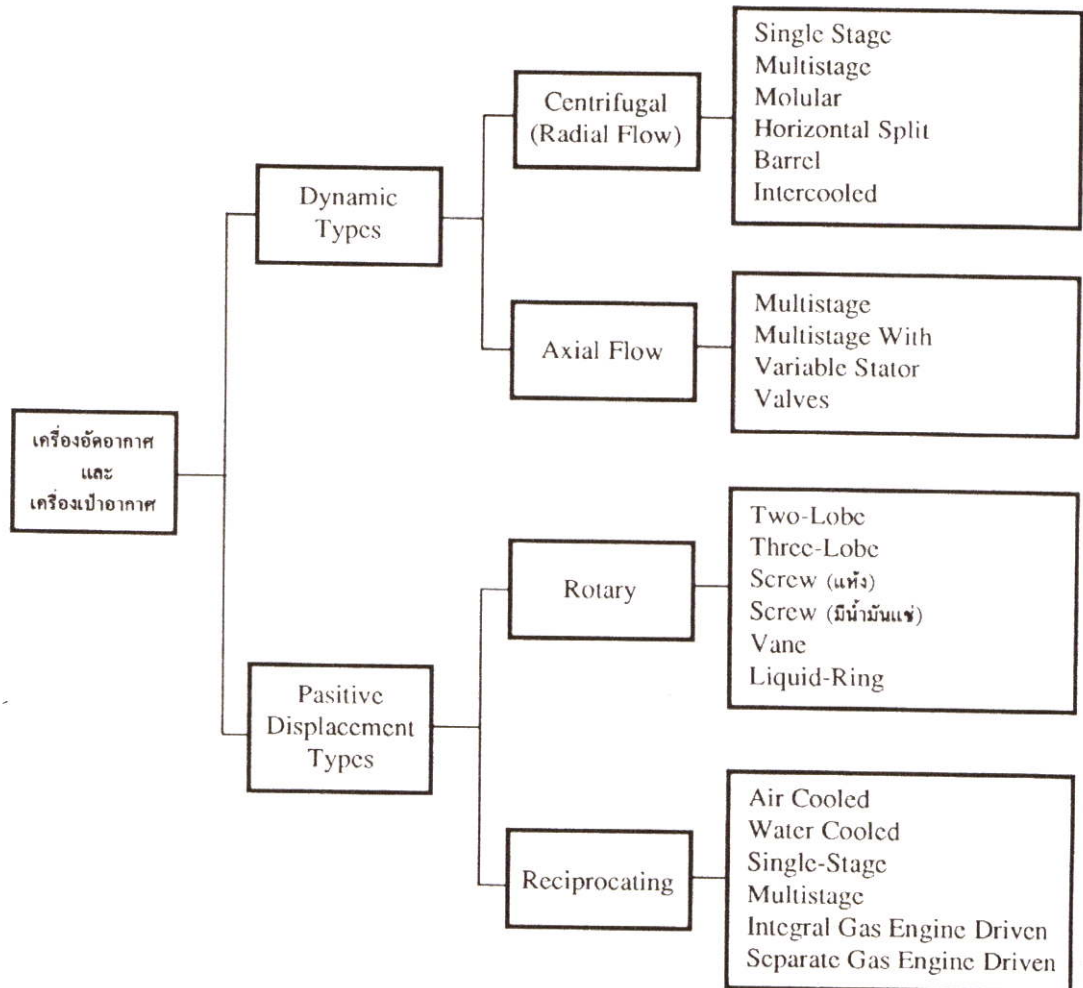 เครื่องอัดอากาศ
และ
เครื่องเป่าอากาศ
Dynamic
Types
Centrifugal
(Radial Flow)
Single Stage
Multistage
Molular
Horizontal Split
Barrel
Intercooled
Axial Flow
Multistage
Multistage With
Variable Stator
Valves
Pasitive
Displacement
Types
Rotary
Two-Lobe
Three-Lobe
Screw (แห้ง)
Screw (มีน้ำมันแช่)
Vane
Liquid-Ring
Reciprocating
Air Cooled
Water Cooled
Single-Stage
Multistage
Integral Gas Engine Driven
Separate Gas Engine Driven